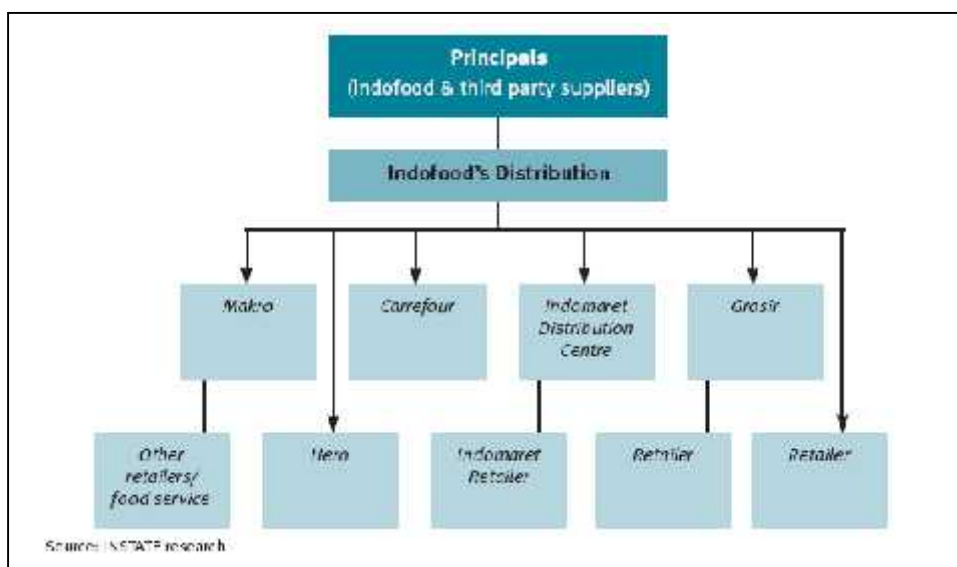 Principals
(Indofood & third party suppliers)
Indofood's Distribution
Makro
Carrefour
Indomaret
Distribution
Centre
Grosir
Other
retailers/
food service
Hero
Indomaret
Retailer
Retailer
Retailer
Source: INSTATE research